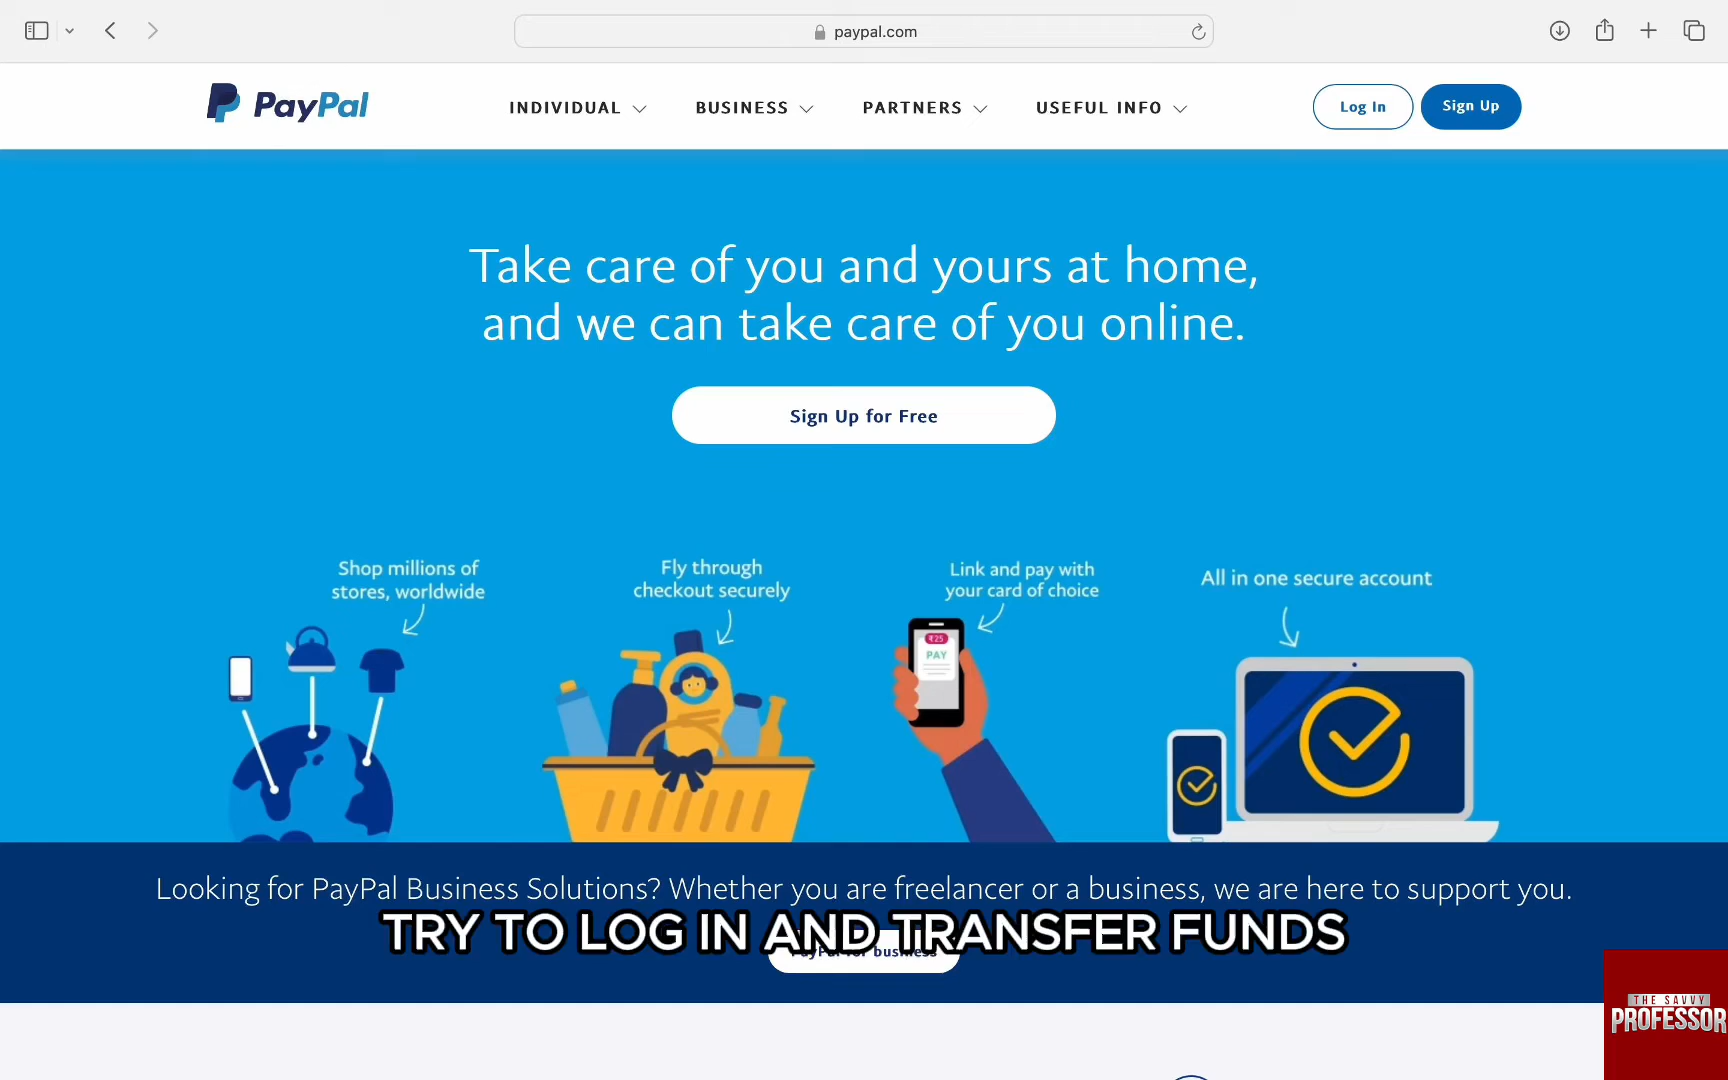 paypal.com
PayPal
INDIVIDUAL
BUSINESS
PARTNERS
USEFUL INFO
Log In
Sign Up
Take care of you and yours at home,
and we can take care of you online.
Sign Up for Free
Shop millions of
stores, worldwide
Fly through
checkout securely
Link and pay with
your card of choice
All in one secure account
₹25
PAY
Looking for PayPal Business Solutions? Whether you are freelancer or a business, we are here to support you.
TRY TO LOG IN AND TRANSFER FUNDS
PayPal for business
THE SAVVY
PROFESSOR